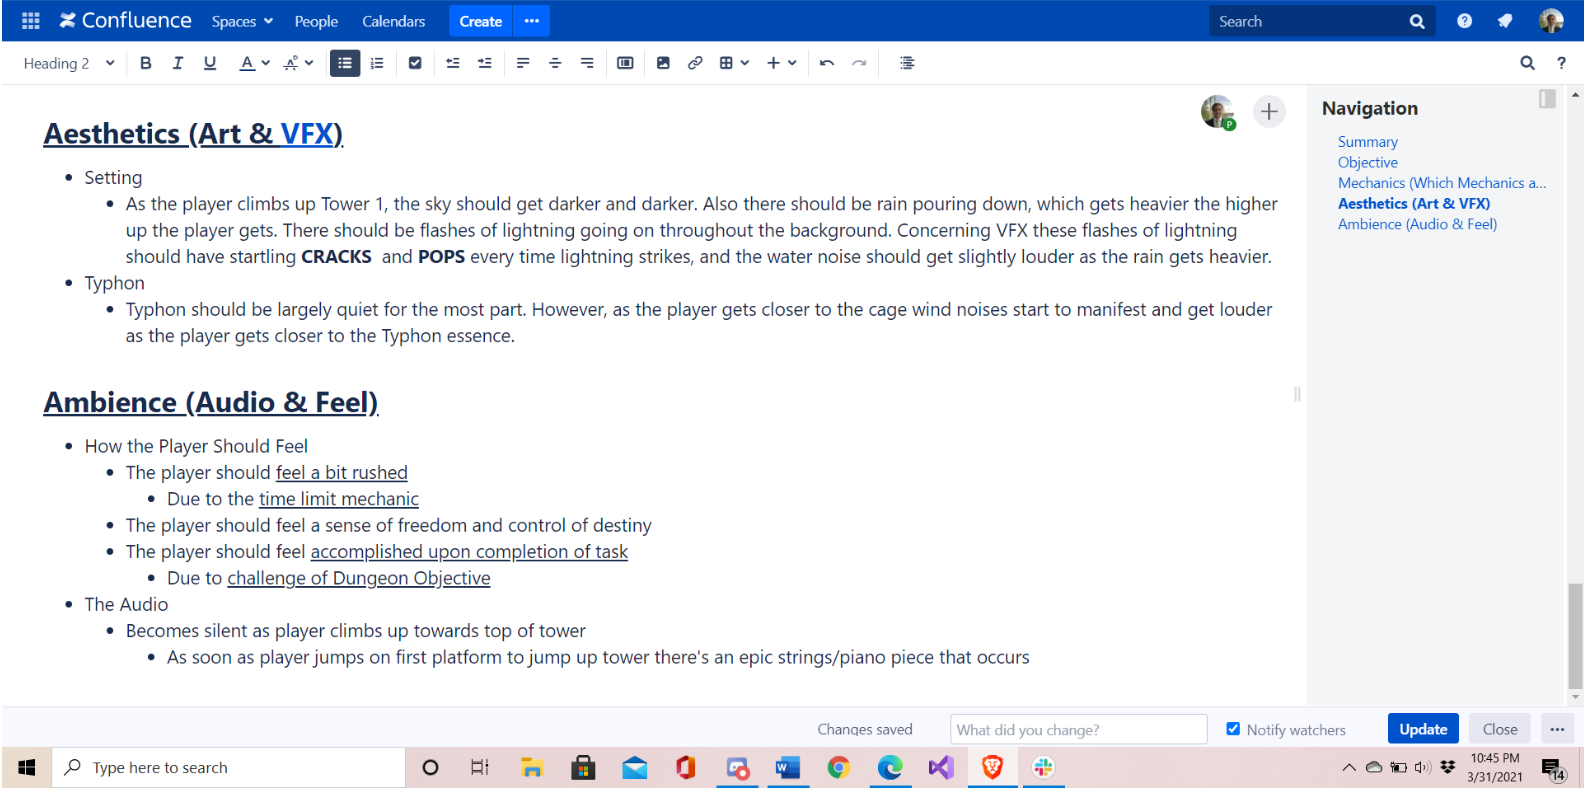 Confluence Spaces People Calendars Create ··· Search
Heading 2 B I U A
Aesthetics (Art & VFX)
Setting
As the player climbs up Tower 1, the sky should get darker and darker. Also there should be rain pouring down, which gets heavier the higher
up the player gets. There should be flashes of lightning going on throughout the background. Concerning VFX these flashes of lightning
should have startling CRACKS and POPS every time lightning strikes, and the water noise should get slightly louder as the rain gets heavier.
Typhon
Typhon should be largely quiet for the most part. However, as the player gets closer to the cage wind noises start to manifest and get louder
as the player gets closer to the Typhon essence.
Ambience (Audio & Feel)
How the Player Should Feel
The player should feel a bit rushed
Due to the time limit mechanic
The player should feel a sense of freedom and control of destiny
The player should feel accomplished upon completion of task
Due to challenge of Dungeon Objective
The Audio
Becomes silent as player climbs up towards top of tower
As soon as player jumps on first platform to jump up tower there's an epic strings/piano piece that occurs
P
Navigation
Summary
Objective
Mechanics (Which Mechanics a...
Aesthetics (Art & VFX)
Ambience (Audio & Feel)
Changes saved What did you change? Notify watchers Update Close ···
Type here to search
10:45 PM
3/31/2021
14